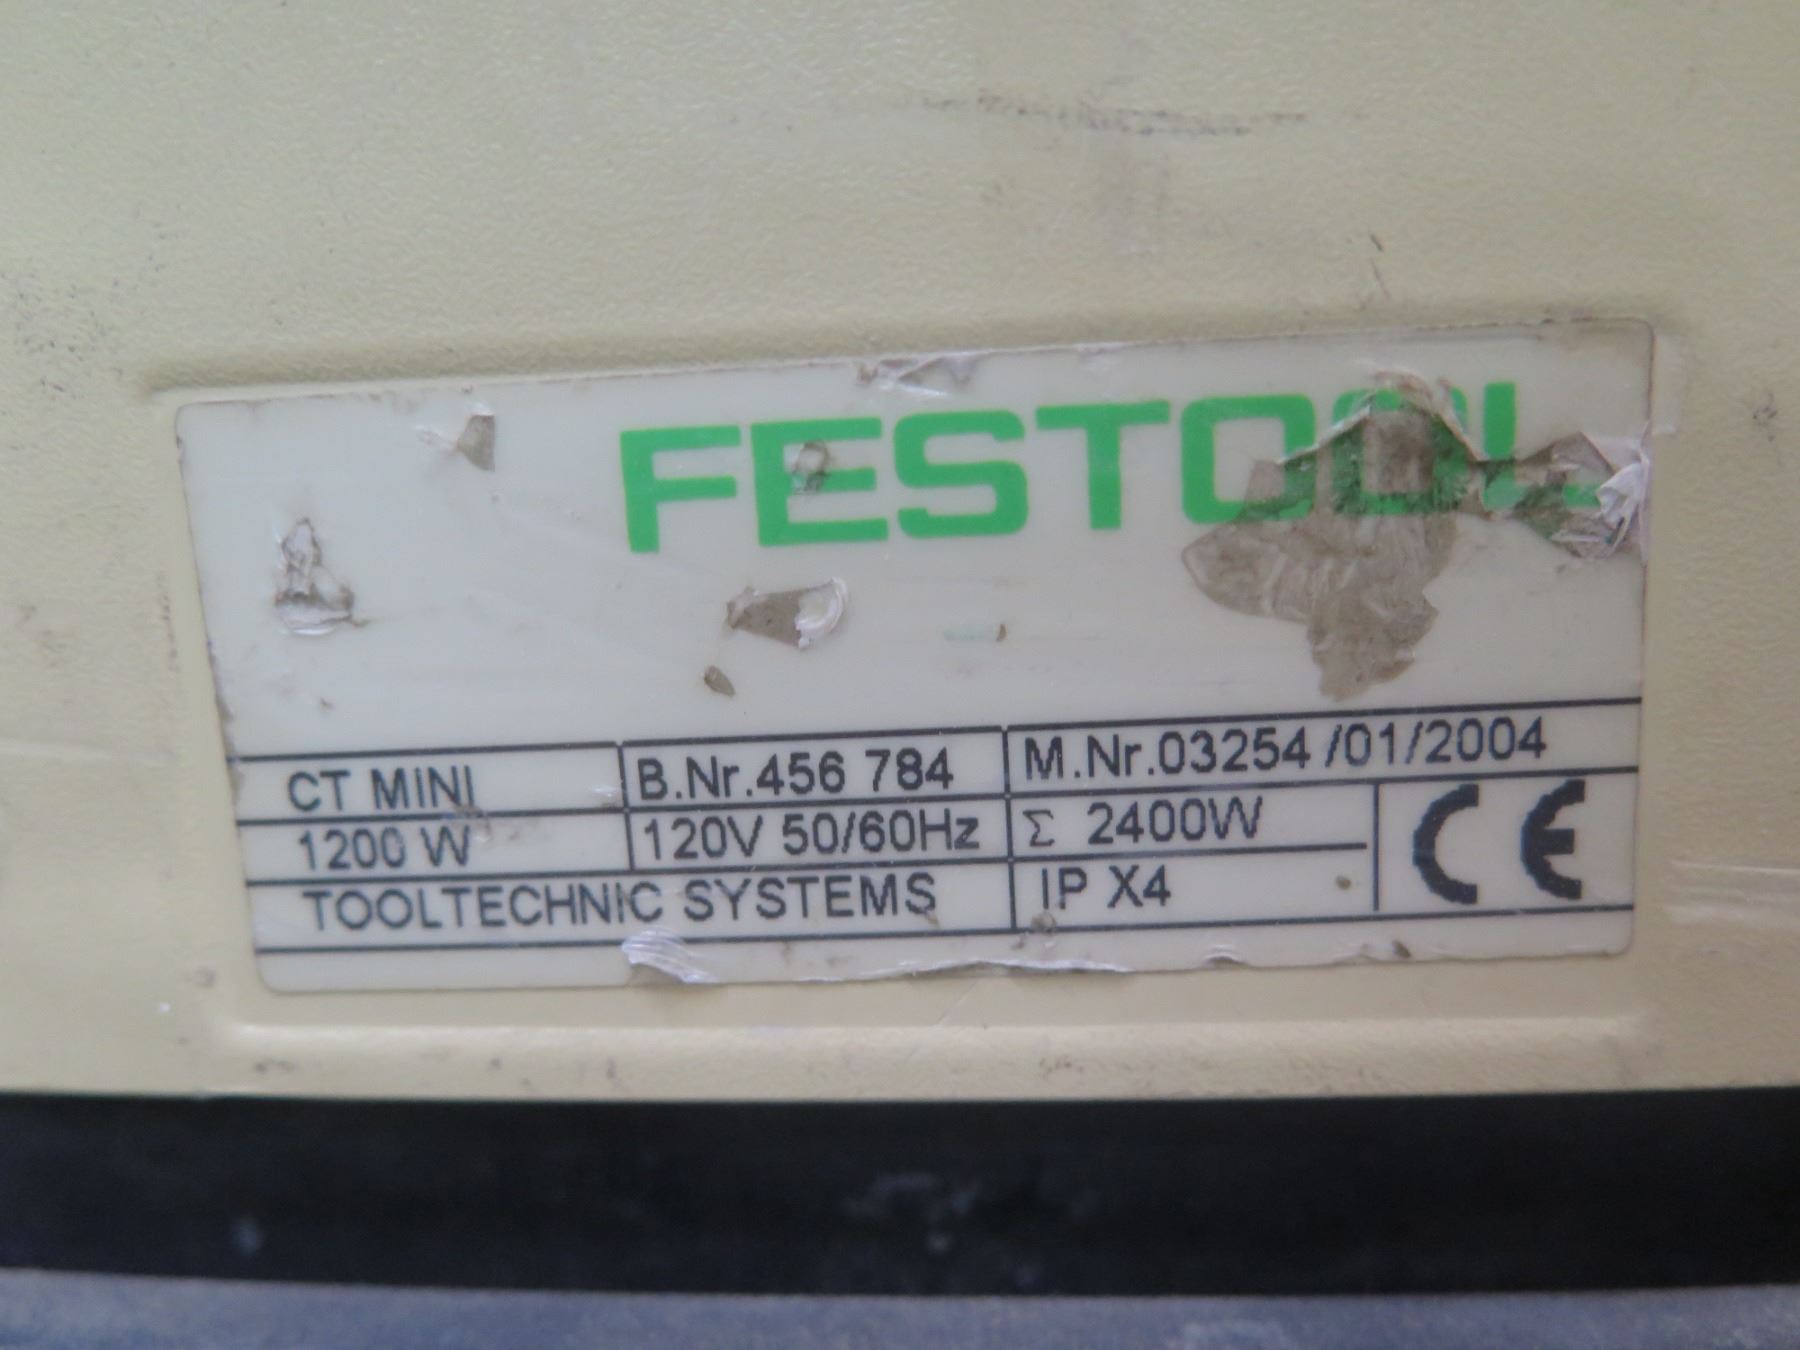 FESTOOL
CT MINI B.Nr.456 784 M.Nr.03254 /01/2004
1200 W 120V 50/60Hz Σ 2400W CE
TOOLTECHNIC SYSTEMS IP X4